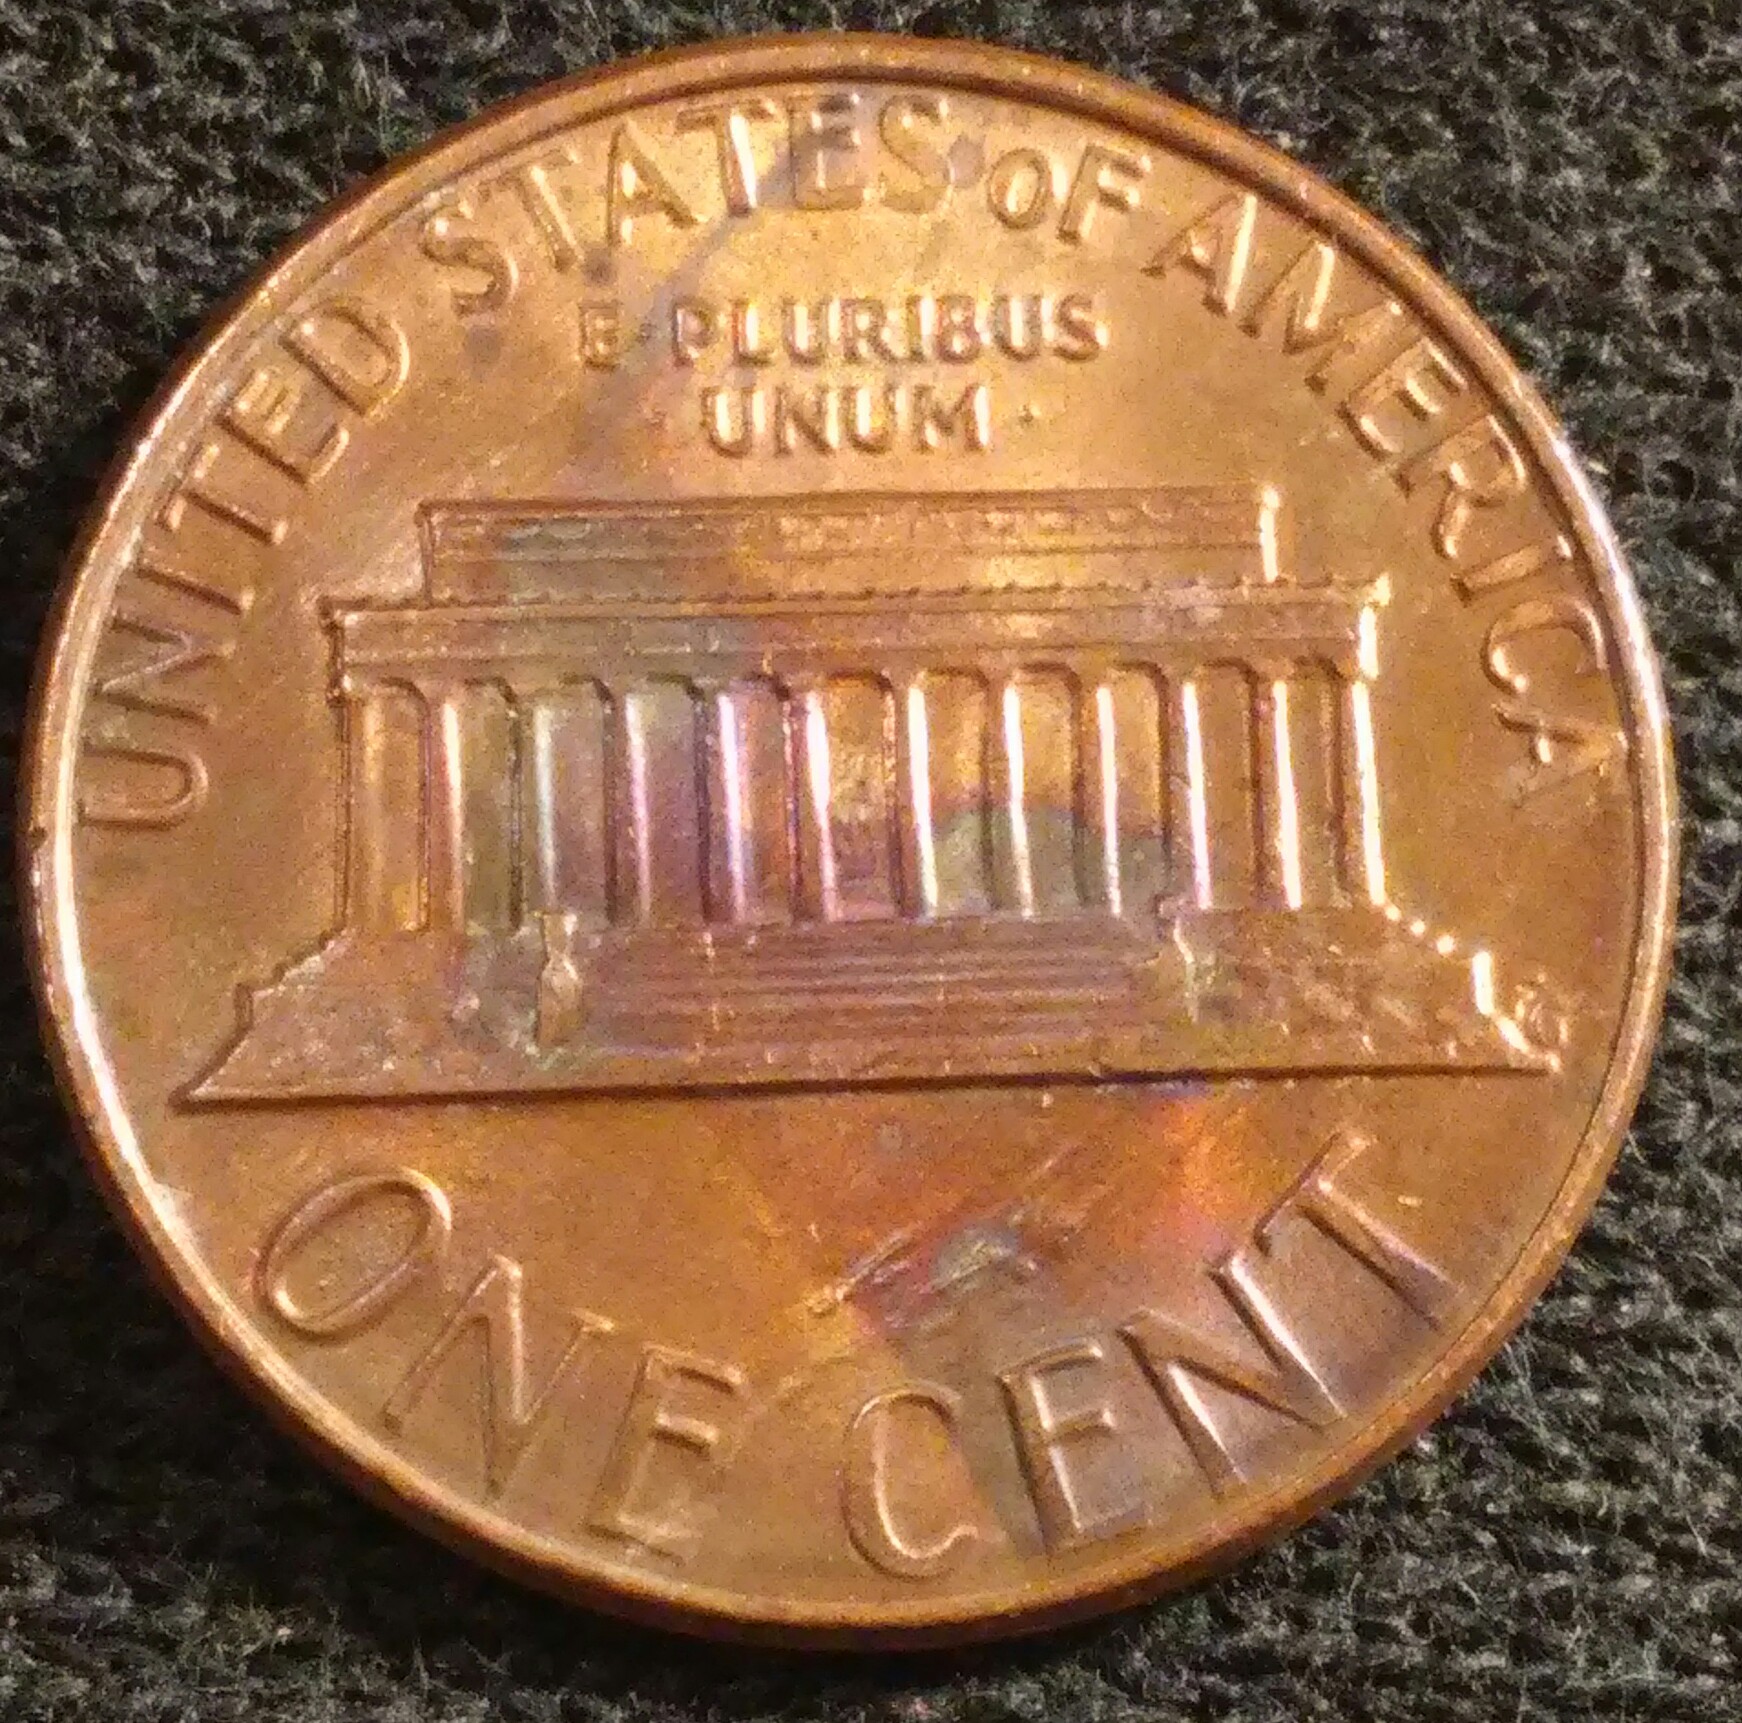 UNITED STATES OF AMERICA
E PLURIBUS
UNUM
ONE CENT